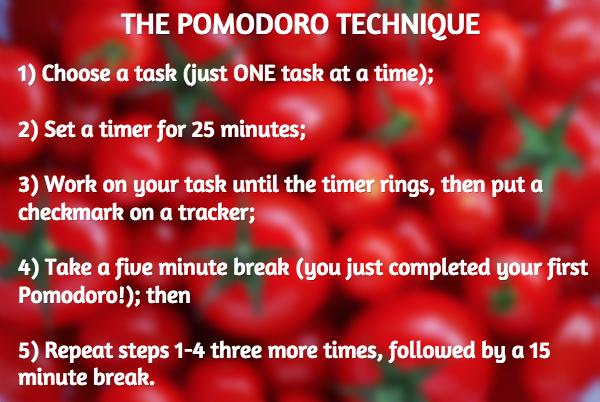 THE POMODORO TECHNIQUE
1) Choose a task (just ONE task at a time);
2) Set a timer for 25 minutes;
3) Work on your task until the timer rings, then put a
checkmark on a tracker;
4) Take a five minute break (you just completed your first
Pomodoro!); then
5) Repeat steps 1-4 three more times, followed by a 15
minute break.